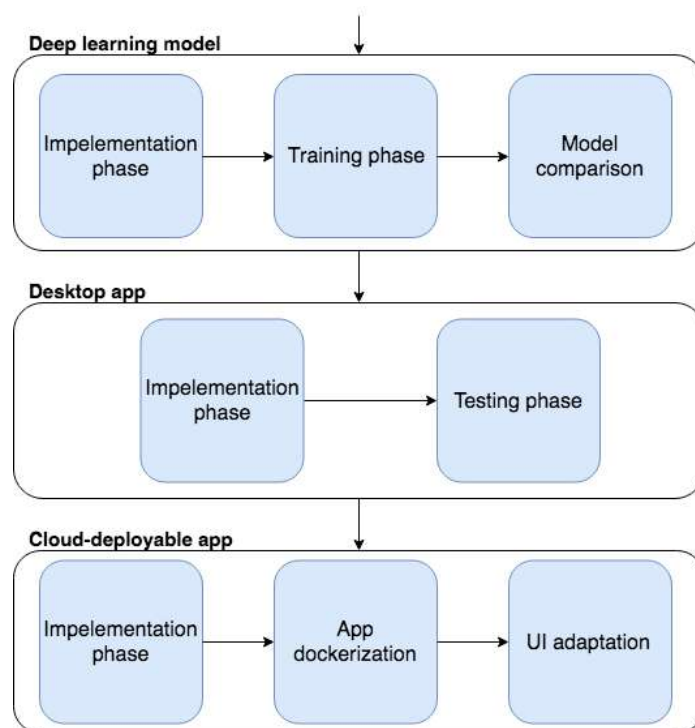 Deep learning model
Impelementation
phase
Training phase
Model
comparison
Desktop app
Impelementation
phase
Testing phase
Cloud-deployable app
Impelementation
phase
App
dockerization
UI adaptation